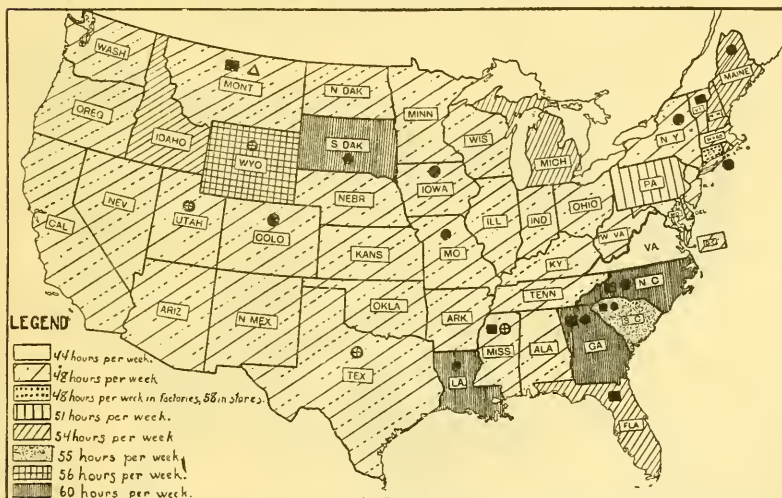 WASH
MONT
N DAK
MINN
MAINE
OREG
IDAHO
WYO
S DAK
WIS
MICH
N.Y.
NEV
UTAH
COLO
NEBR
IOWA
ILL
IND
OHIO
PA
CAL
KANS
MO
W. VA
VA
KY
ARIZ
N. MEX
OKLA
ARK
TENN
N C
S. C.
TEX
LA
MISS
ALA
GA
FLA
LEGEND
44 hours per week.
48 hours per week
48 hours per week in factories, 58 in stores.
51 hours per week.
54 hours per week
55 hours per week
56 hours per week
60 hours per week.